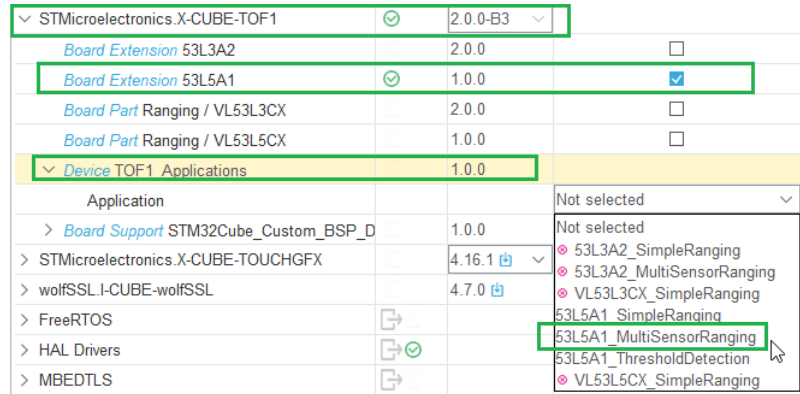 STMicroelectronics.X-CUBE-TOF1 2.0.0-B3
Board Extension 53L3A2 2.0.0
Board Extension 53L5A1 1.0.0
Board Part Ranging / VL53L3CX 2.0.0
Board Part Ranging / VL53L5CX 1.0.0
Device TOF1_Applications 1.0.0
Application Not selected
Board Support STM32Cube_Custom_BSP_D 1.0.0
STMicroelectronics.X-CUBE-TOUCHGFX 4.16.1
wolfSSL.I-CUBE-wolfSSL 4.7.0
FreeRTOS
HAL Drivers
MBEDTLS
Not selected
53L3A2_SimpleRanging
53L3A2_MultiSensorRanging
VL53L3CX_SimpleRanging
53L5A1_SimpleRanging
53L5A1_MultiSensorRanging
53L5A1_ThresholdDetection
VL53L5CX_SimpleRanging